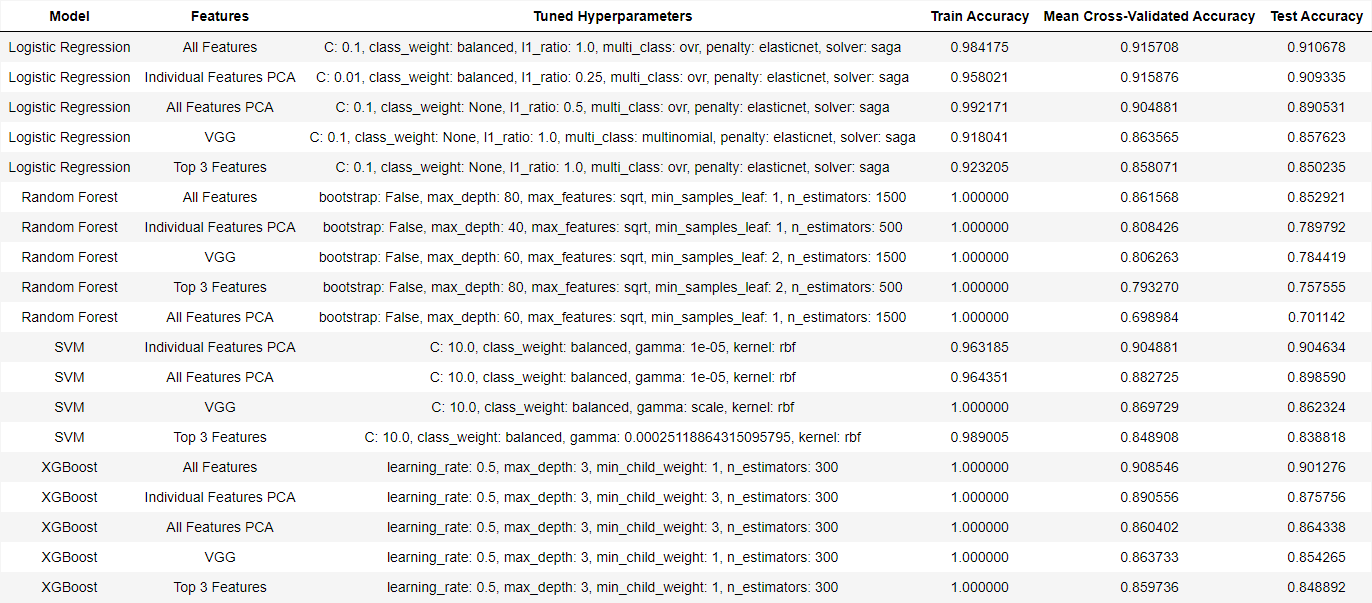 Model Features Tuned Hyperparameters Train Accuracy Mean Cross-Validated Accuracy Test Accuracy
Logistic Regression All Features C: 0.1, class_weight: balanced, l1_ratio: 1.0, multi_class: ovr, penalty: elasticnet, solver: saga 0.984175 0.915708 0.910678
Logistic Regression Individual Features PCA C: 0.01, class_weight: balanced, l1_ratio: 0.25, multi_class: ovr, penalty: elasticnet, solver: saga 0.958021 0.915876 0.909335
Logistic Regression All Features PCA C: 0.1, class_weight: None, l1_ratio: 0.5, multi_class: ovr, penalty: elasticnet, solver: saga 0.992171 0.904881 0.890531
Logistic Regression VGG C: 0.1, class_weight: None, l1_ratio: 1.0, multi_class: multinomial, penalty: elasticnet, solver: saga 0.918041 0.863565 0.857623
Logistic Regression Top 3 Features C: 0.1, class_weight: None, l1_ratio: 1.0, multi_class: ovr, penalty: elasticnet, solver: saga 0.923205 0.858071 0.850235
Random Forest All Features bootstrap: False, max_depth: 80, max_features: sqrt, min_samples_leaf: 1, n_estimators: 1500 1.000000 0.861568 0.852921
Random Forest Individual Features PCA bootstrap: False, max_depth: 40, max_features: sqrt, min_samples_leaf: 1, n_estimators: 500 1.000000 0.808426 0.789792
Random Forest VGG bootstrap: False, max_depth: 60, max_features: sqrt, min_samples_leaf: 2, n_estimators: 1500 1.000000 0.806263 0.784419
Random Forest Top 3 Features bootstrap: False, max_depth: 80, max_features: sqrt, min_samples_leaf: 2, n_estimators: 500 1.000000 0.793270 0.757555
Random Forest All Features PCA bootstrap: False, max_depth: 60, max_features: sqrt, min_samples_leaf: 1, n_estimators: 1500 1.000000 0.698984 0.701142
SVM Individual Features PCA C: 10.0, class_weight: balanced, gamma: 1e-05, kernel: rbf 0.963185 0.904881 0.904634
SVM All Features PCA C: 10.0, class_weight: balanced, gamma: 1e-05, kernel: rbf 0.964351 0.882725 0.898590
SVM VGG C: 10.0, class_weight: balanced, gamma: scale, kernel: rbf 1.000000 0.869729 0.862324
SVM Top 3 Features C: 10.0, class_weight: balanced, gamma: 0.00025118864315095795, kernel: rbf 0.989005 0.848908 0.838818
XGBoost All Features learning_rate: 0.5, max_depth: 3, min_child_weight: 1, n_estimators: 300 1.000000 0.908546 0.901276
XGBoost Individual Features PCA learning_rate: 0.5, max_depth: 3, min_child_weight: 3, n_estimators: 300 1.000000 0.890556 0.875756
XGBoost All Features PCA learning_rate: 0.5, max_depth: 3, min_child_weight: 3, n_estimators: 300 1.000000 0.860402 0.864338
XGBoost VGG learning_rate: 0.5, max_depth: 3, min_child_weight: 1, n_estimators: 300 1.000000 0.863733 0.854265
XGBoost Top 3 Features learning_rate: 0.5, max_depth: 3, min_child_weight: 1, n_estimators: 300 1.000000 0.859736 0.848892